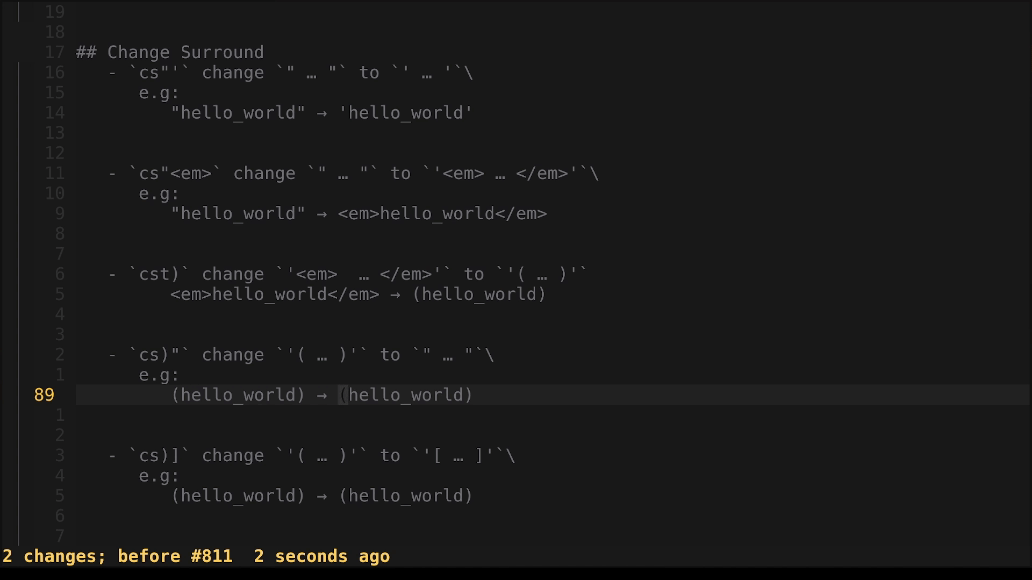 19
18
17 ## Change Surround
16 - `cs"'` change `" … "` to `' … '`\
15 e.g:
14 "hello_world" → 'hello_world'
13
12
11 - `cs"<em>` change `" … "` to `'<em> … </em>'`\
10 e.g:
9 "hello_world" → <em>hello_world</em>
8
7
6 - `cst)` change `'<em>  … </em>'` to `'( … )'`
5 <em>hello_world</em> → (hello_world)
4
3
2 - `cs)"` change `'( … )'` to `" … "`\
1 e.g:
89 (hello_world) → (hello_world)
1
2
3 - `cs)]` change `'( … )'` to `'[ … ]'`\
4 e.g:
5 (hello_world) → (hello_world)
6
7
2 changes; before #811  2 seconds ago